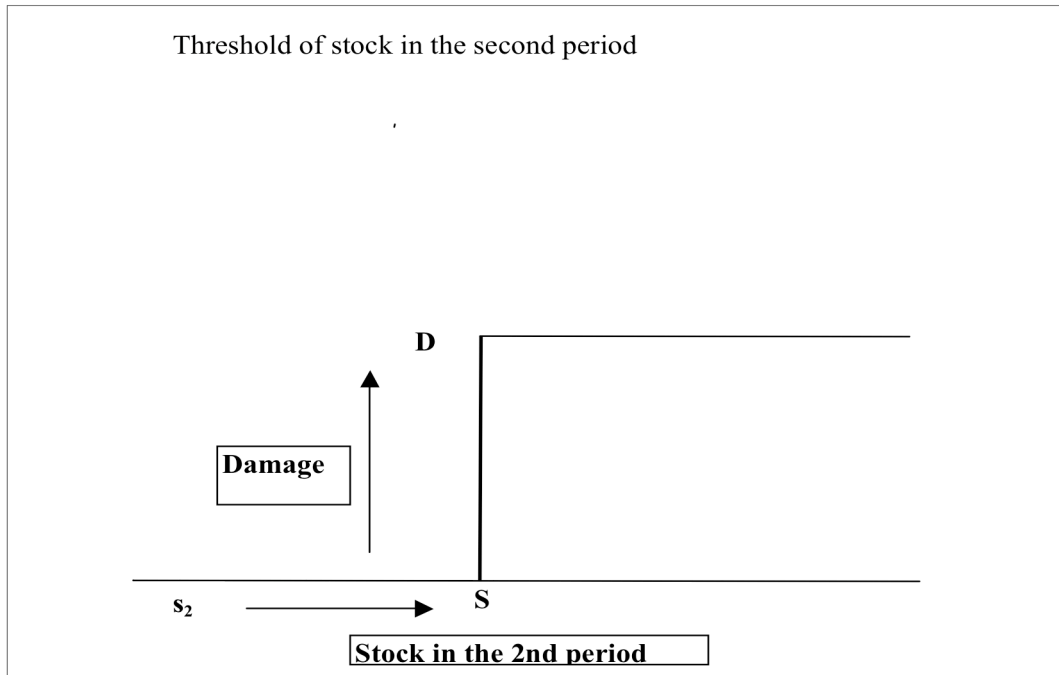 Threshold of stock in the second period
D
Damage
s₂
S
Stock in the 2nd period